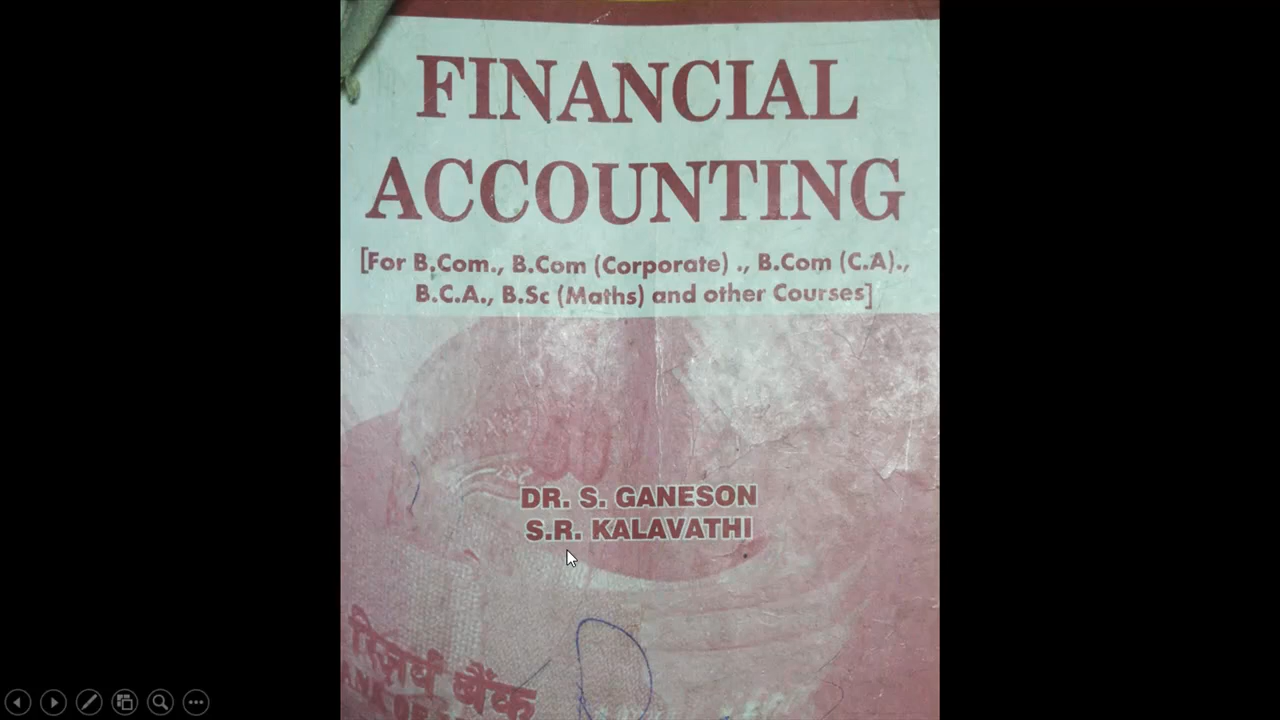 FINANCIAL
ACCOUNTING
[For B.Com., B.Com (Corporate) ., B.Com (C.A).,
B.C.A., B.Sc (Maths) and other Courses]
DR. S. GANESON
S.R. KALAVATHI
रिज़र्व बैंक